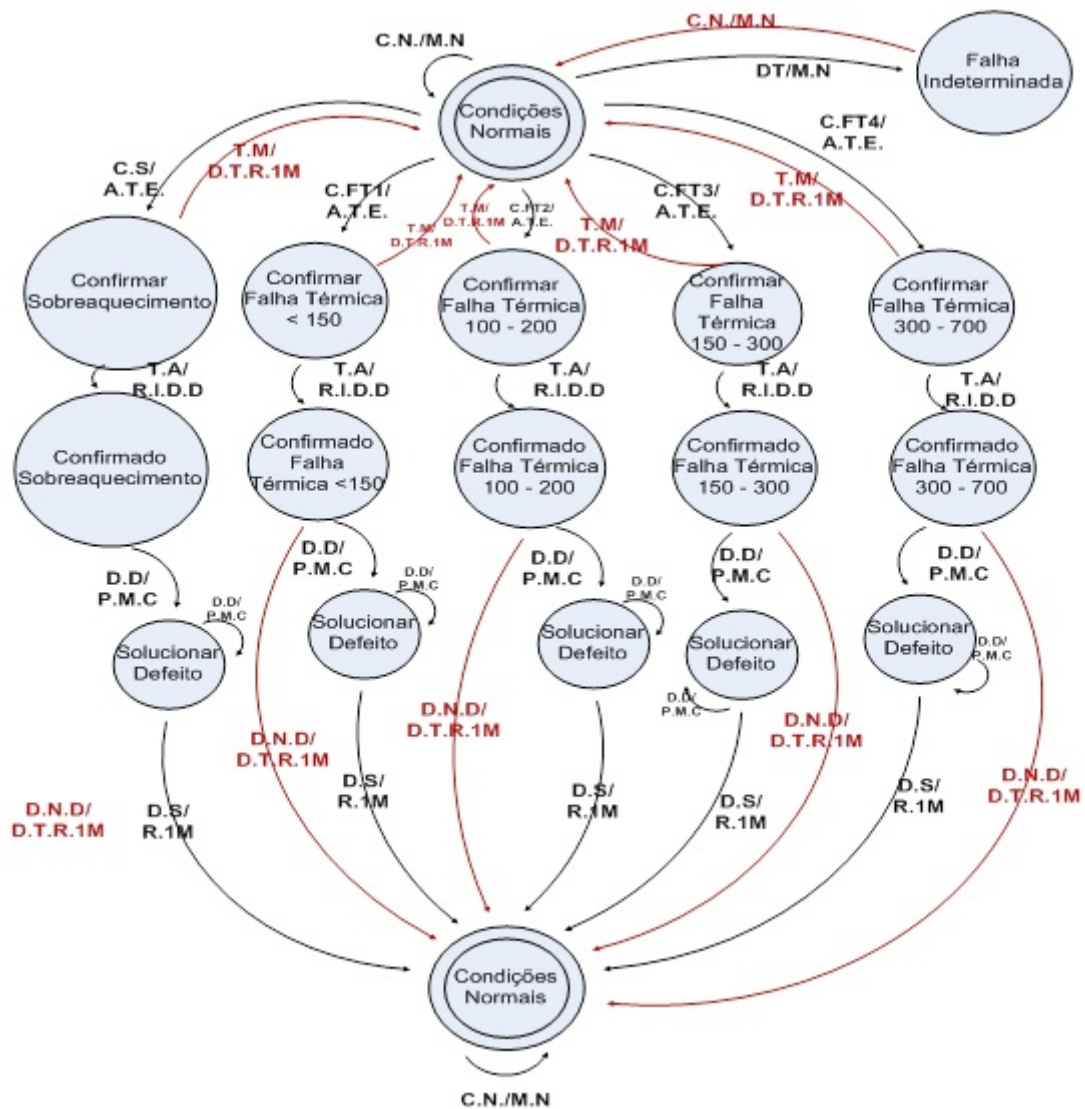 C.N./M.N
C.N./M.N
DT/M.N
Falha
Indeterminada
Condições
Normais
C.S/
A.T.E.
T.M/
D.T.R.1M
C.FT1/
A.T.E.
T.M/
D.T.R.1M
T.M/
D.T.R.1M
C.FT2/
A.T.E.
T.M/
D.T.R.1M
C.FT3/
A.T.E.
C.FT4/
A.T.E.
T.M/
D.T.R.1M
Confirmar
Sobreaquecimento
Confirmar
Falha Térmica
< 150
Confirmar
Falha Térmica
100 - 200
Confirmar
Falha
Térmica
150 - 300
Confirmar
Falha Térmica
300 - 700
T.A/
R.I.D.D
T.A/
R.I.D.D
T.A/
R.I.D.D
T.A/
R.I.D.D
T.A/
R.I.D.D
Confirmado
Sobreaquecimento
Confirmado
Falha
Térmica <150
Confirmado
Falha Térmica
100 - 200
Confirmado
Falha Térmica
150 - 300
Confirmado
Falha Térmica
300 - 700
D.D/
P.M.C
D.D/
P.M.C
D.D/
P.M.C
D.D/
P.M.C
D.D/
P.M.C
D.D/
P.M.C
D.D/
P.M.C
D.D/
P.M.C
D.D/
P.M.C
D.D/
P.M.C
Solucionar
Defeito
Solucionar
Defeito
Solucionar
Defeito
Solucionar
Defeito
Solucionar
Defeito
D.N.D/
D.T.R.1M
D.S/
R.1M
D.N.D/
D.T.R.1M
D.S/
R.1M
D.N.D/
D.T.R.1M
D.S/
R.1M
D.S/
R.1M
D.N.D/
D.T.R.1M
D.S/
R.1M
D.N.D/
D.T.R.1M
Condições
Normais
C.N./M.N